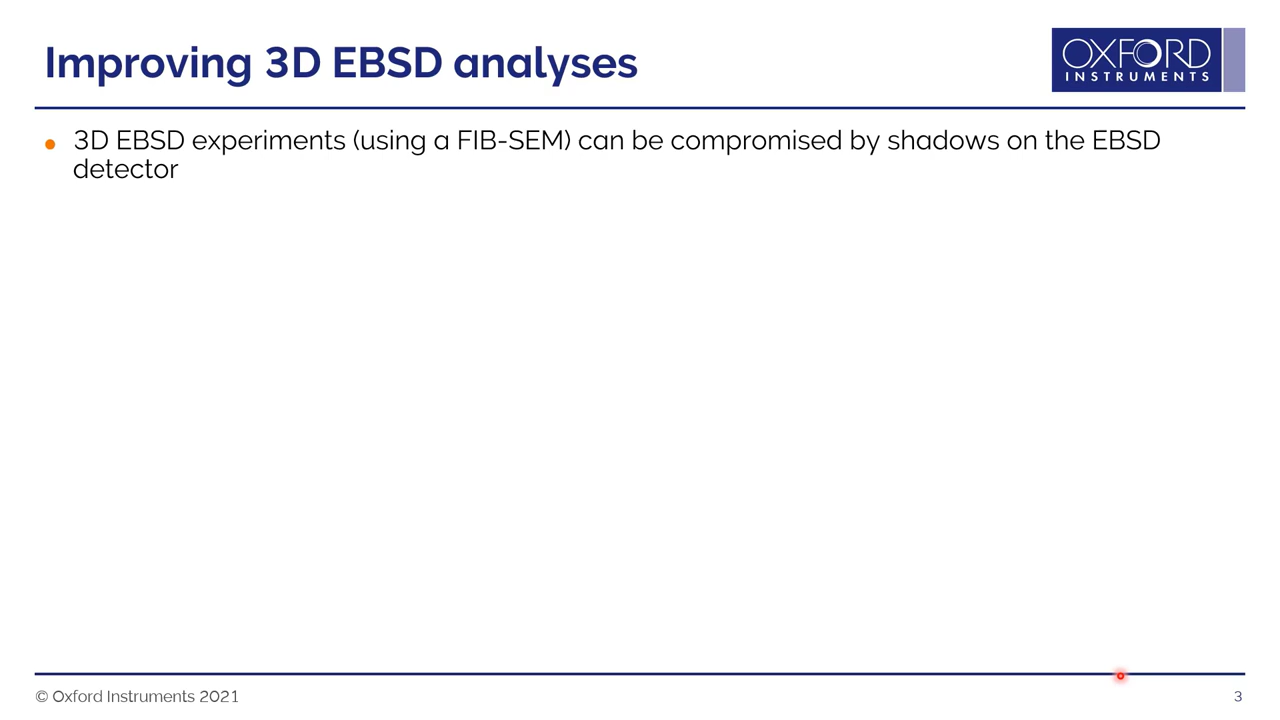 Improving 3D EBSD analyses
OXFORD
INSTRUMENTS
3D EBSD experiments (using a FIB-SEM) can be compromised by shadows on the EBSD
detector
© Oxford Instruments 2021
3